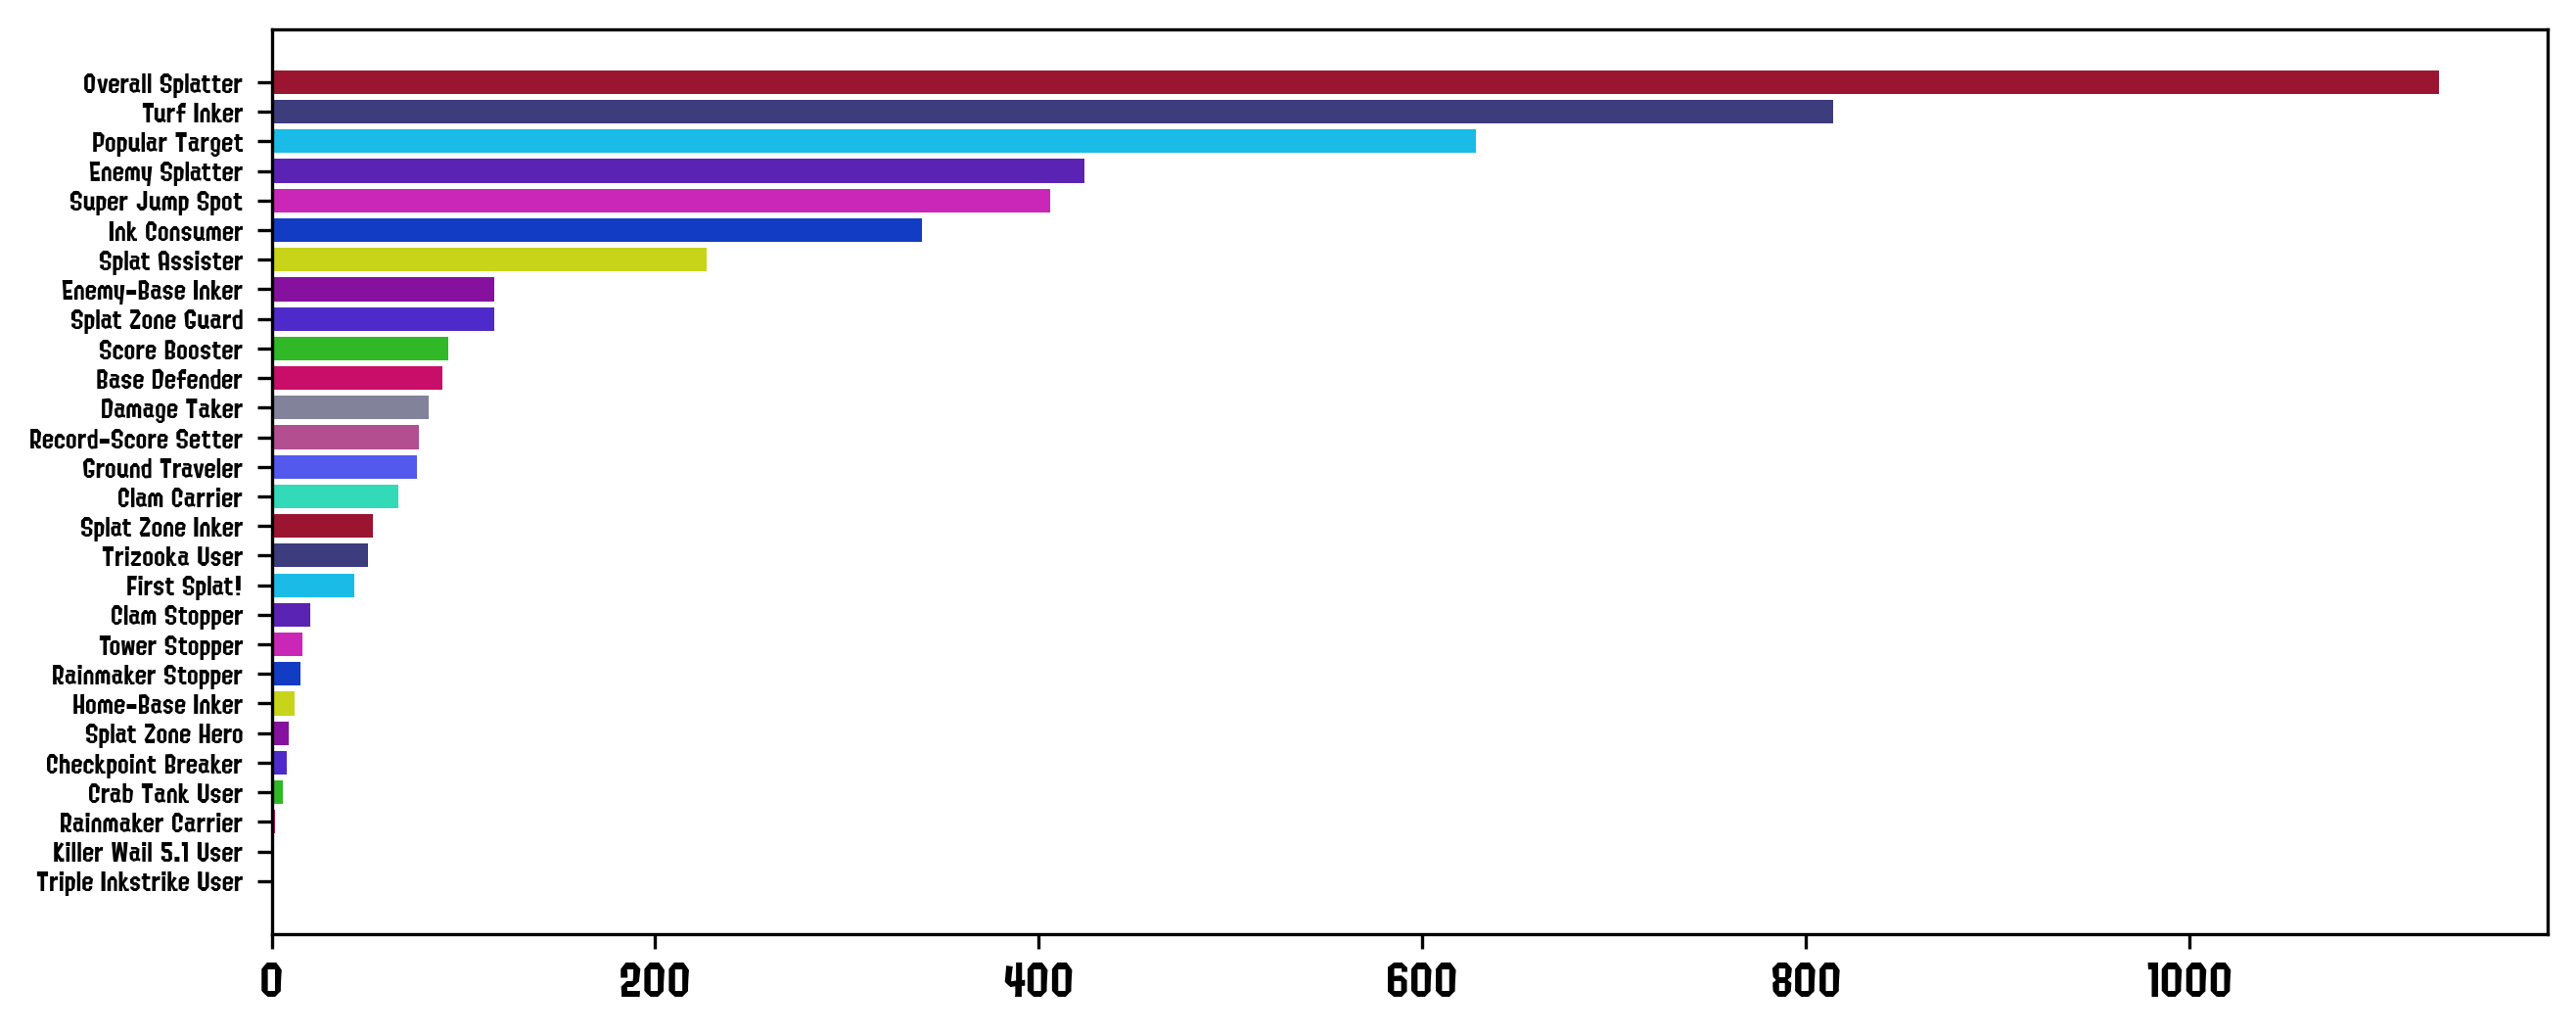 Overall Splatter
Turf Inker
Popular Target
Enemy Splatter
Super Jump Spot
Ink Consumer
Splat Assister
Enemy-Base Inker
Splat Zone Guard
Score Booster
Base Defender
Damage Taker
Record-Score Setter
Ground Traveler
Clam Carrier
Splat Zone Inker
Trizooka User
First Splat!
Clam Stopper
Tower Stopper
Rainmaker Stopper
Home-Base Inker
Splat Zone Hero
Checkpoint Breaker
Crab Tank User
Rainmaker Carrier
Killer Wail 5.1 User
Triple Inkstrike User
0 200 400 600 800 1000